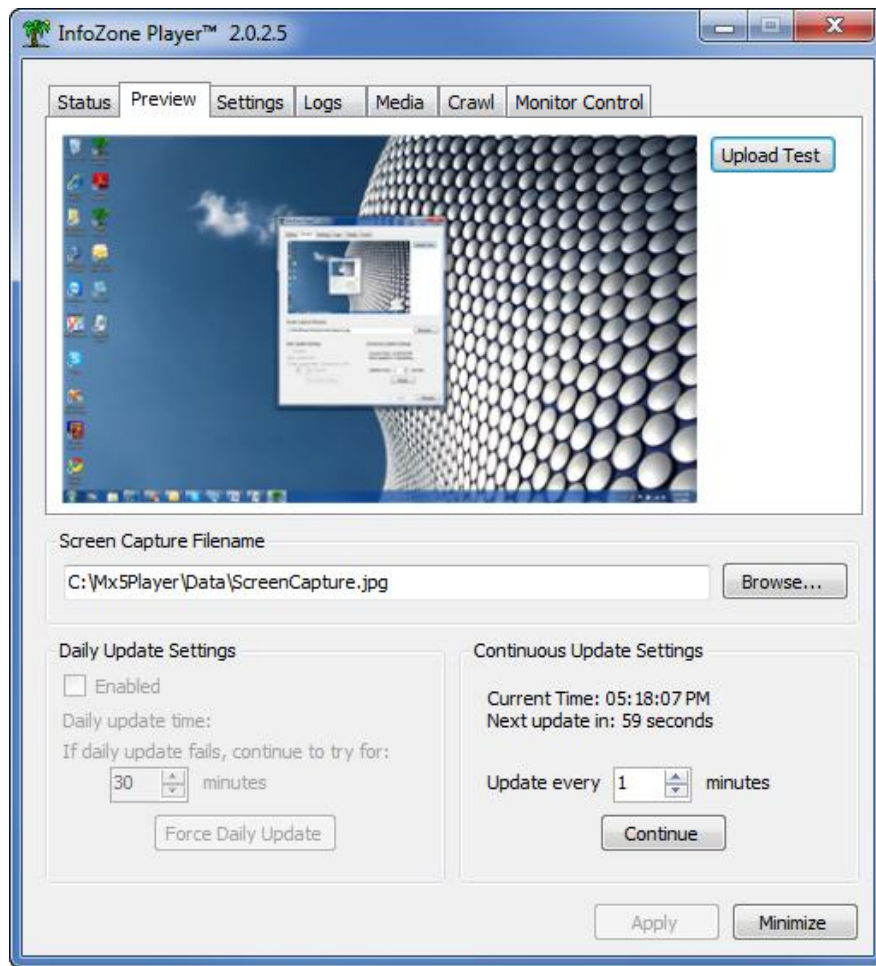 InfoZone Player™ 2.0.2.5
Status Preview Settings Logs Media Crawl Monitor Control
Upload Test
Screen Capture Filename
C:\Mx5Player\Data\ScreenCapture.jpg
Browse...
Daily Update Settings
Enabled
Daily update time:
If daily update fails, continue to try for:
30 minutes
Force Daily Update
Continuous Update Settings
Current Time: 05:18:07 PM
Next update in: 59 seconds
Update every 1 minutes
Continue
Apply
Minimize